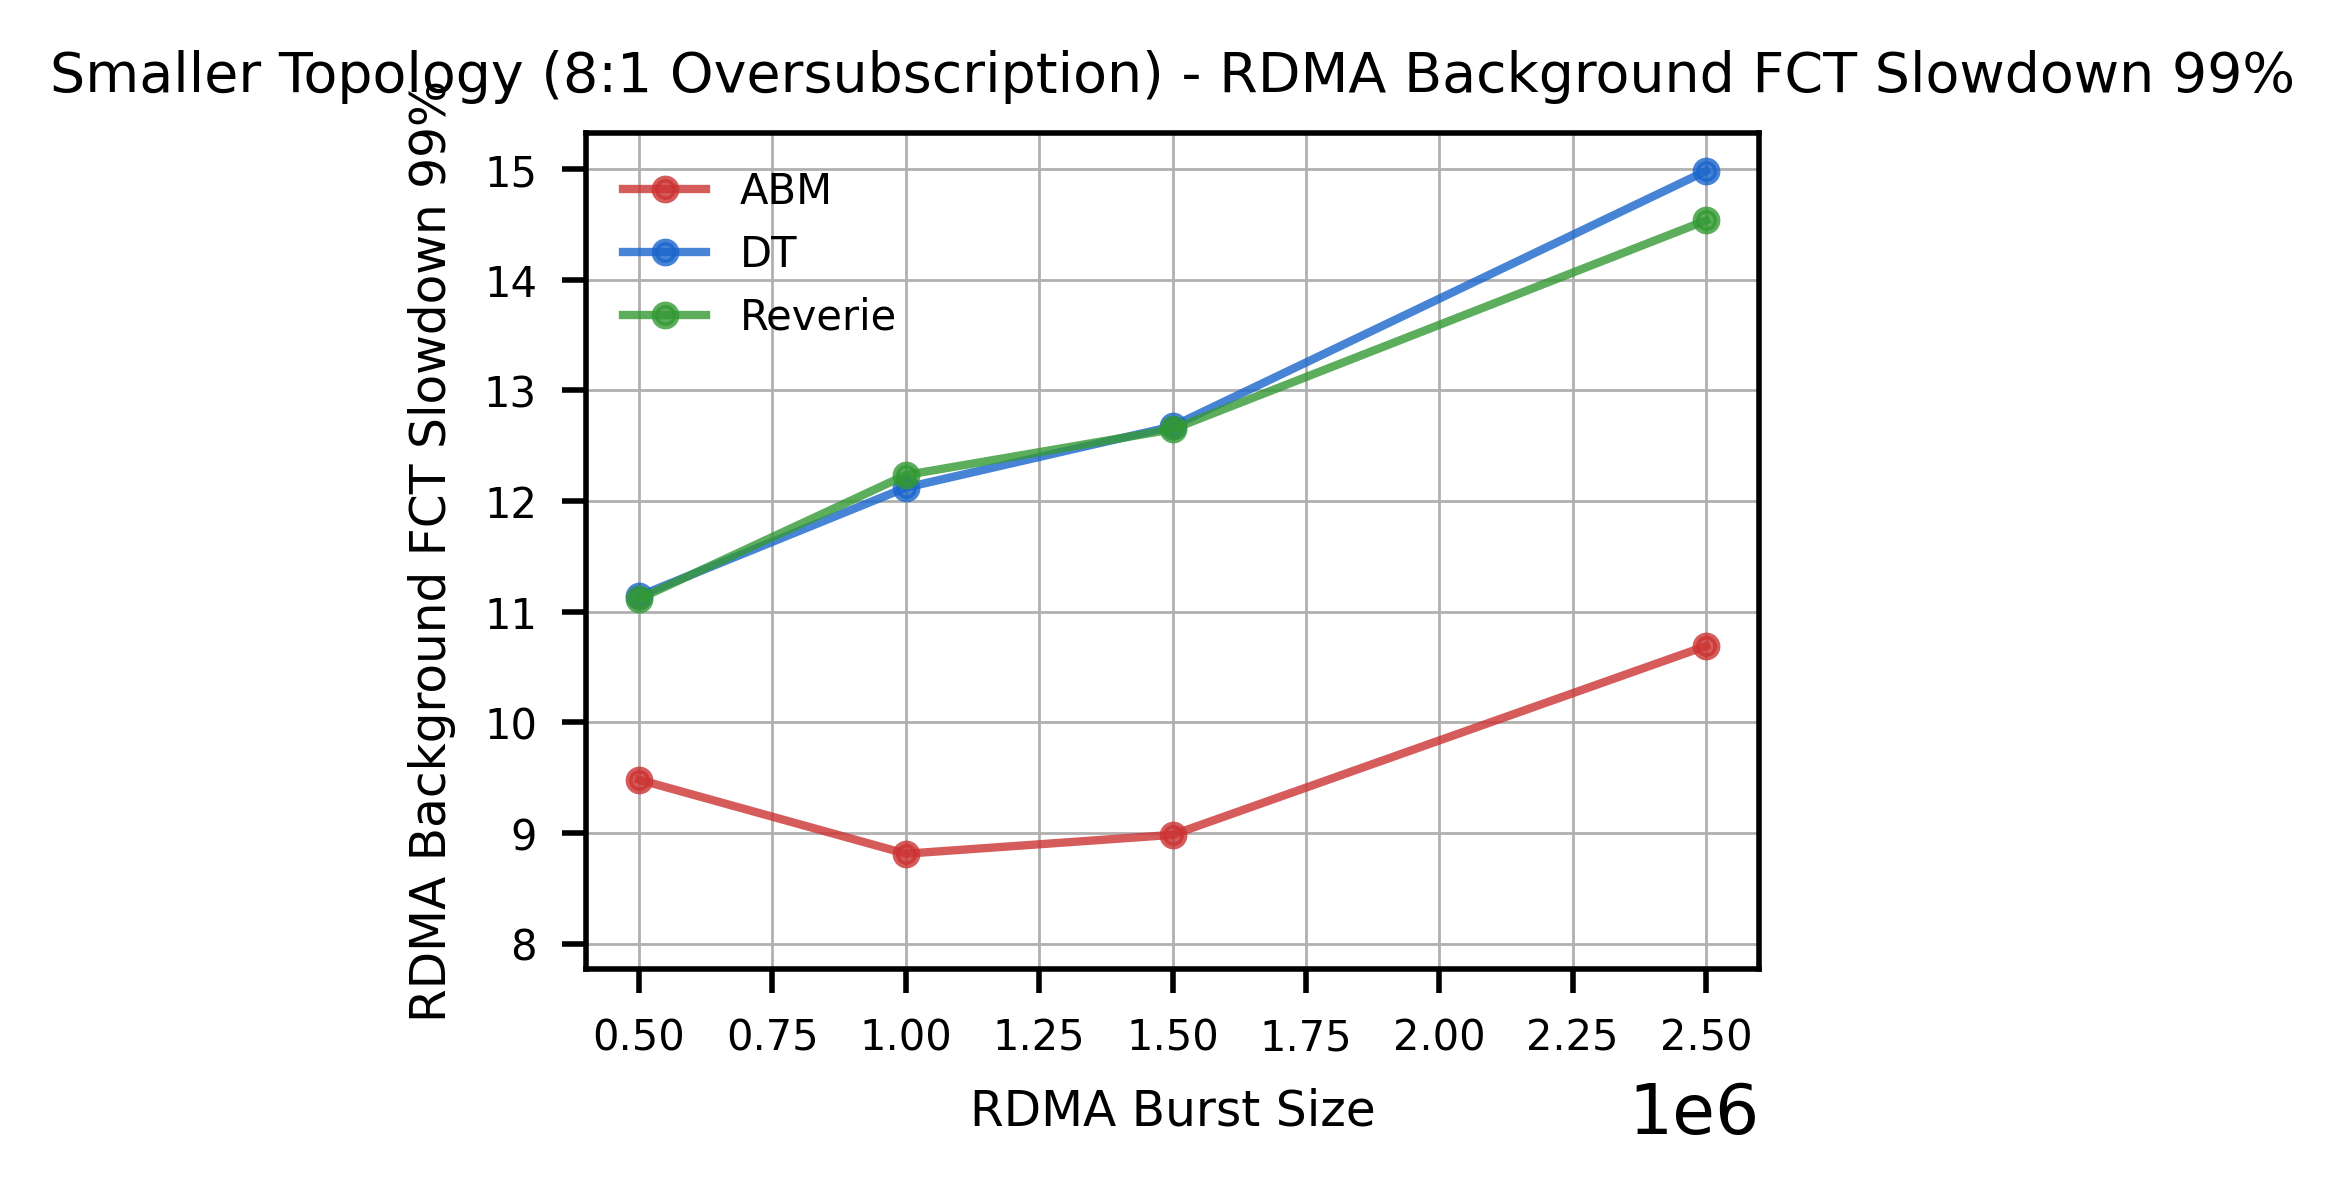 Smaller Topology (8:1 Oversubscription) - RDMA Background FCT Slowdown 99%
RDMA Background FCT Slowdown 99%
15
14
13
12
11
10
9
8
ABM
DT
Reverie
0.50 0.75 1.00 1.25 1.50 1.75 2.00 2.25 2.50
RDMA Burst Size
1e6